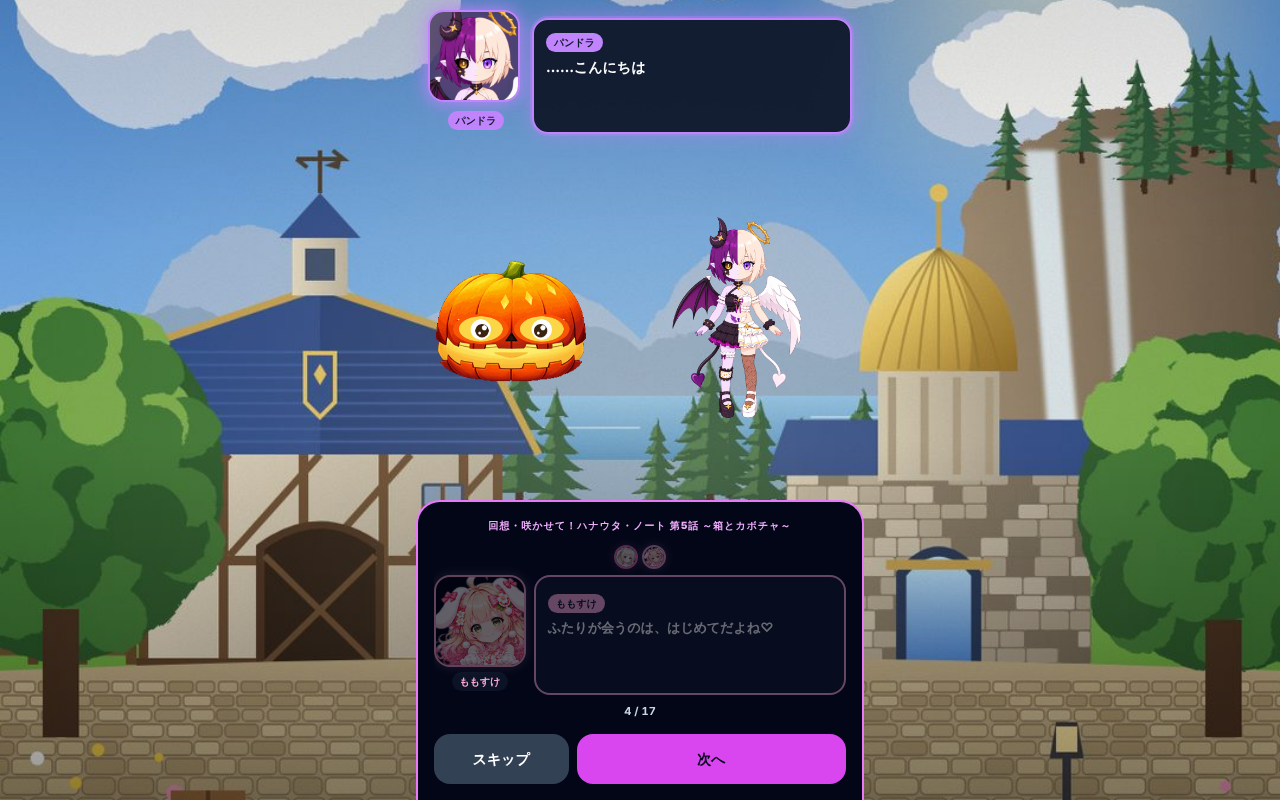 パンドラ
……こんにちは
パンドラ
回想・咲かせて！ハナウタ・ノート 第5話 ～箱とカボチャ～
ももすけ
ふたりが会うのは、はじめてだよね♡
ももすけ
4 / 17
スキップ
次へ